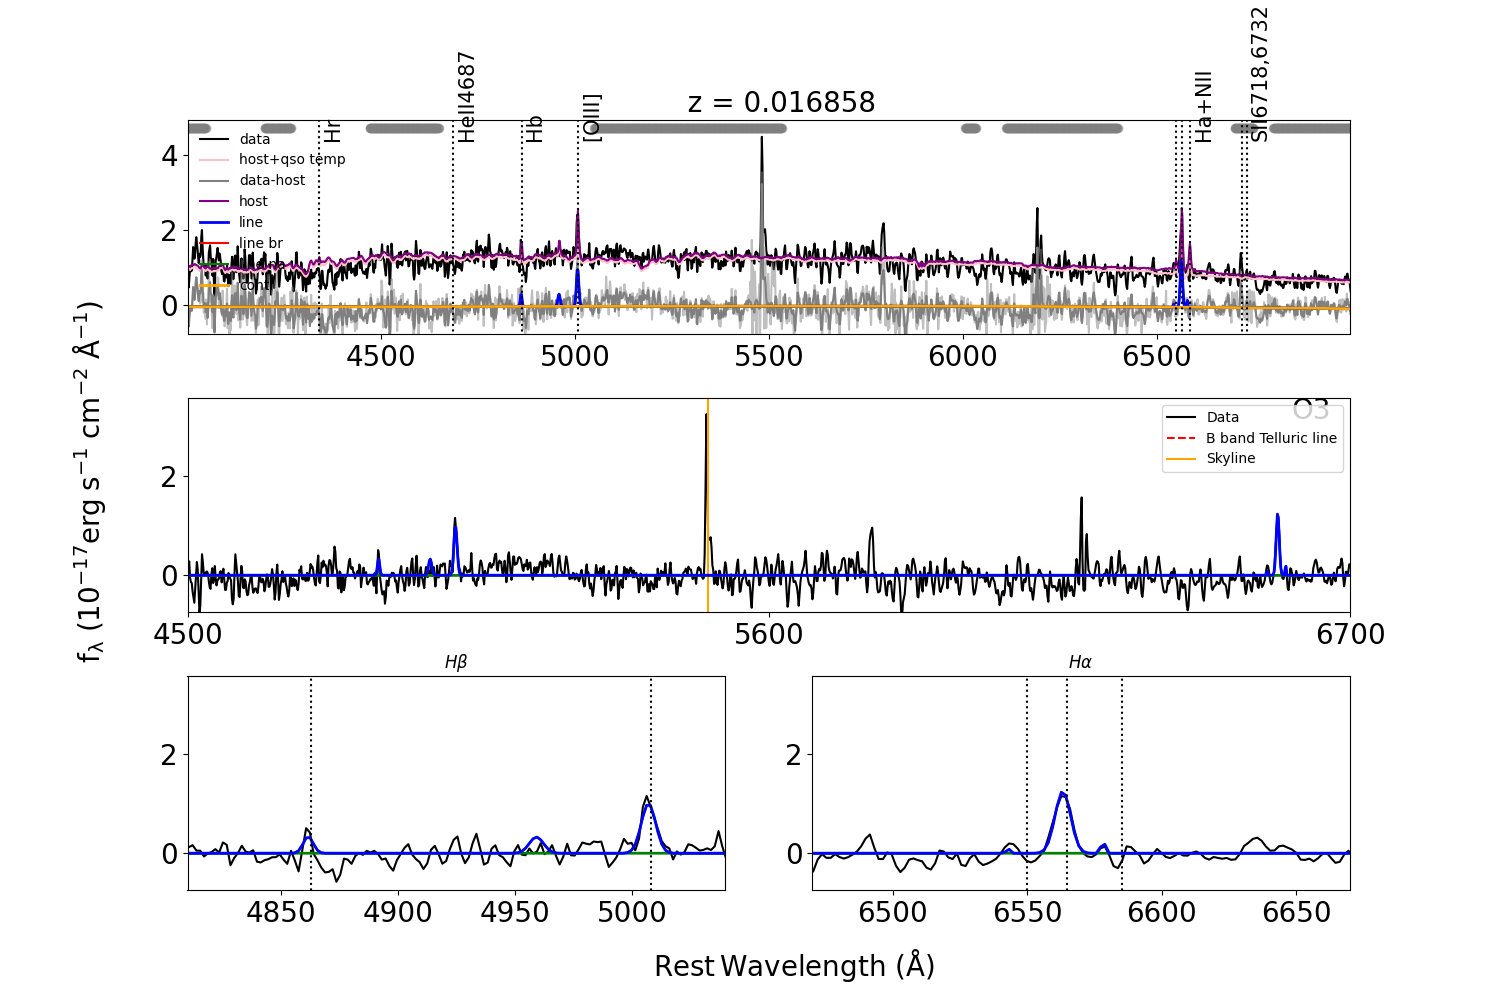 z = 0.016858
Hr
HeII4687
Hb
[OIII]
Ha+NII
SII6718,6732
data
host+qso temp
data-host
host
line
line br
cont
4
2
0
4500
5000
5500
6000
6500
O3
Data
B band Telluric line
Skyline
2
0
4500
5600
6700
fλ (10−17erg s−1 cm−2 Å−1)
Hβ
2
0
4850
4900
4950
5000
Hα
2
0
6500
6550
6600
6650
Rest Wavelength (Å)